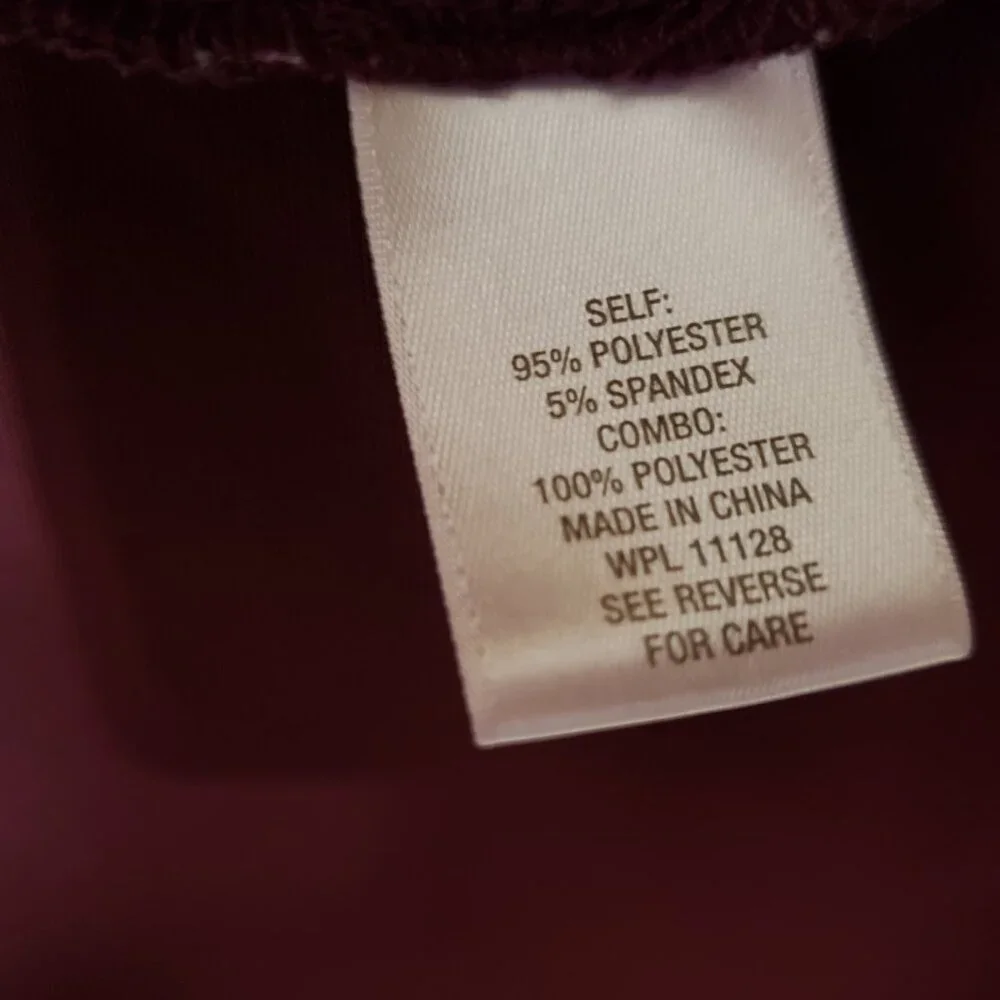 SELF:
95% POLYESTER
5% SPANDEX
COMBO:
100% POLYESTER
MADE IN CHINA
WPL 11128
SEE REVERSE
FOR CARE